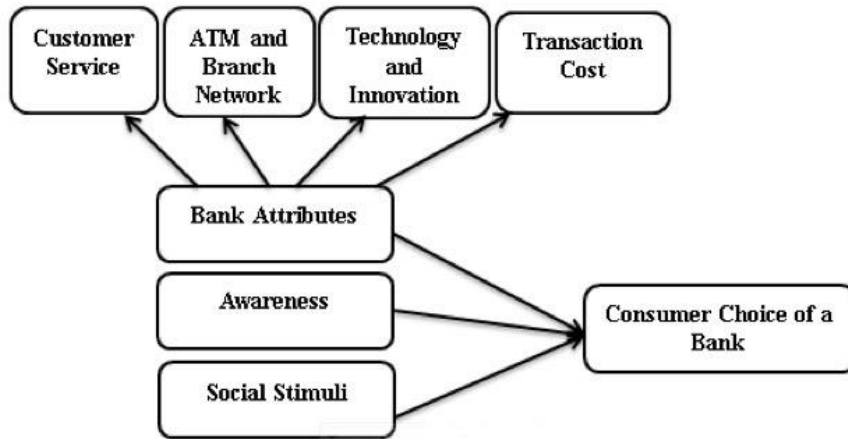 Customer
Service
ATM and
Branch
Network
Technology
and
Innovation
Transaction
Cost
Bank Attributes
Awareness
Social Stimuli
Consumer Choice of a
Bank